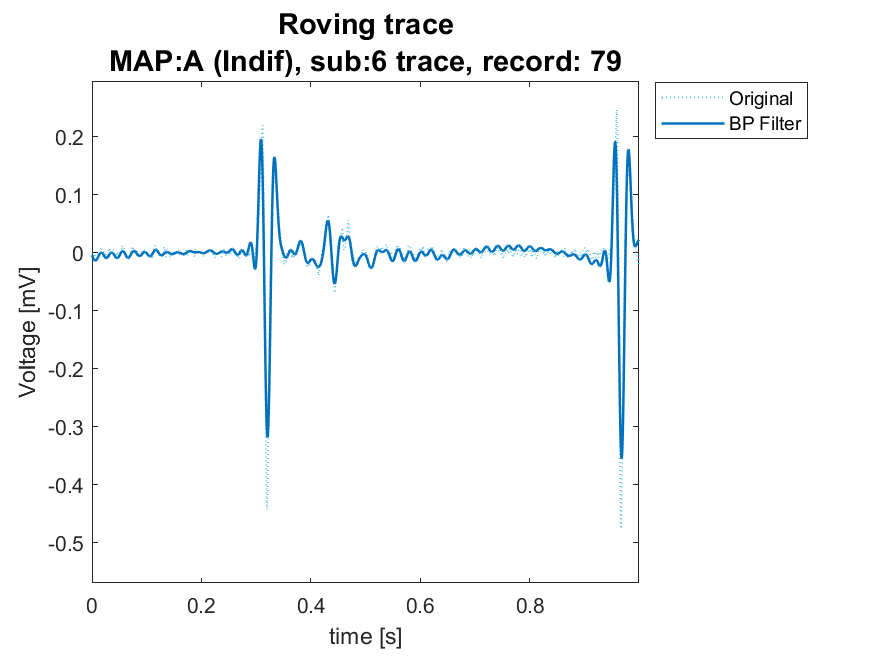 Roving trace
MAP:A (Indif), sub:6 trace, record: 79
Original
BP Filter
0.2
0.1
0
-0.1
-0.2
-0.3
-0.4
-0.5
Voltage [mV]
0
0.2
0.4
0.6
0.8
time [s]